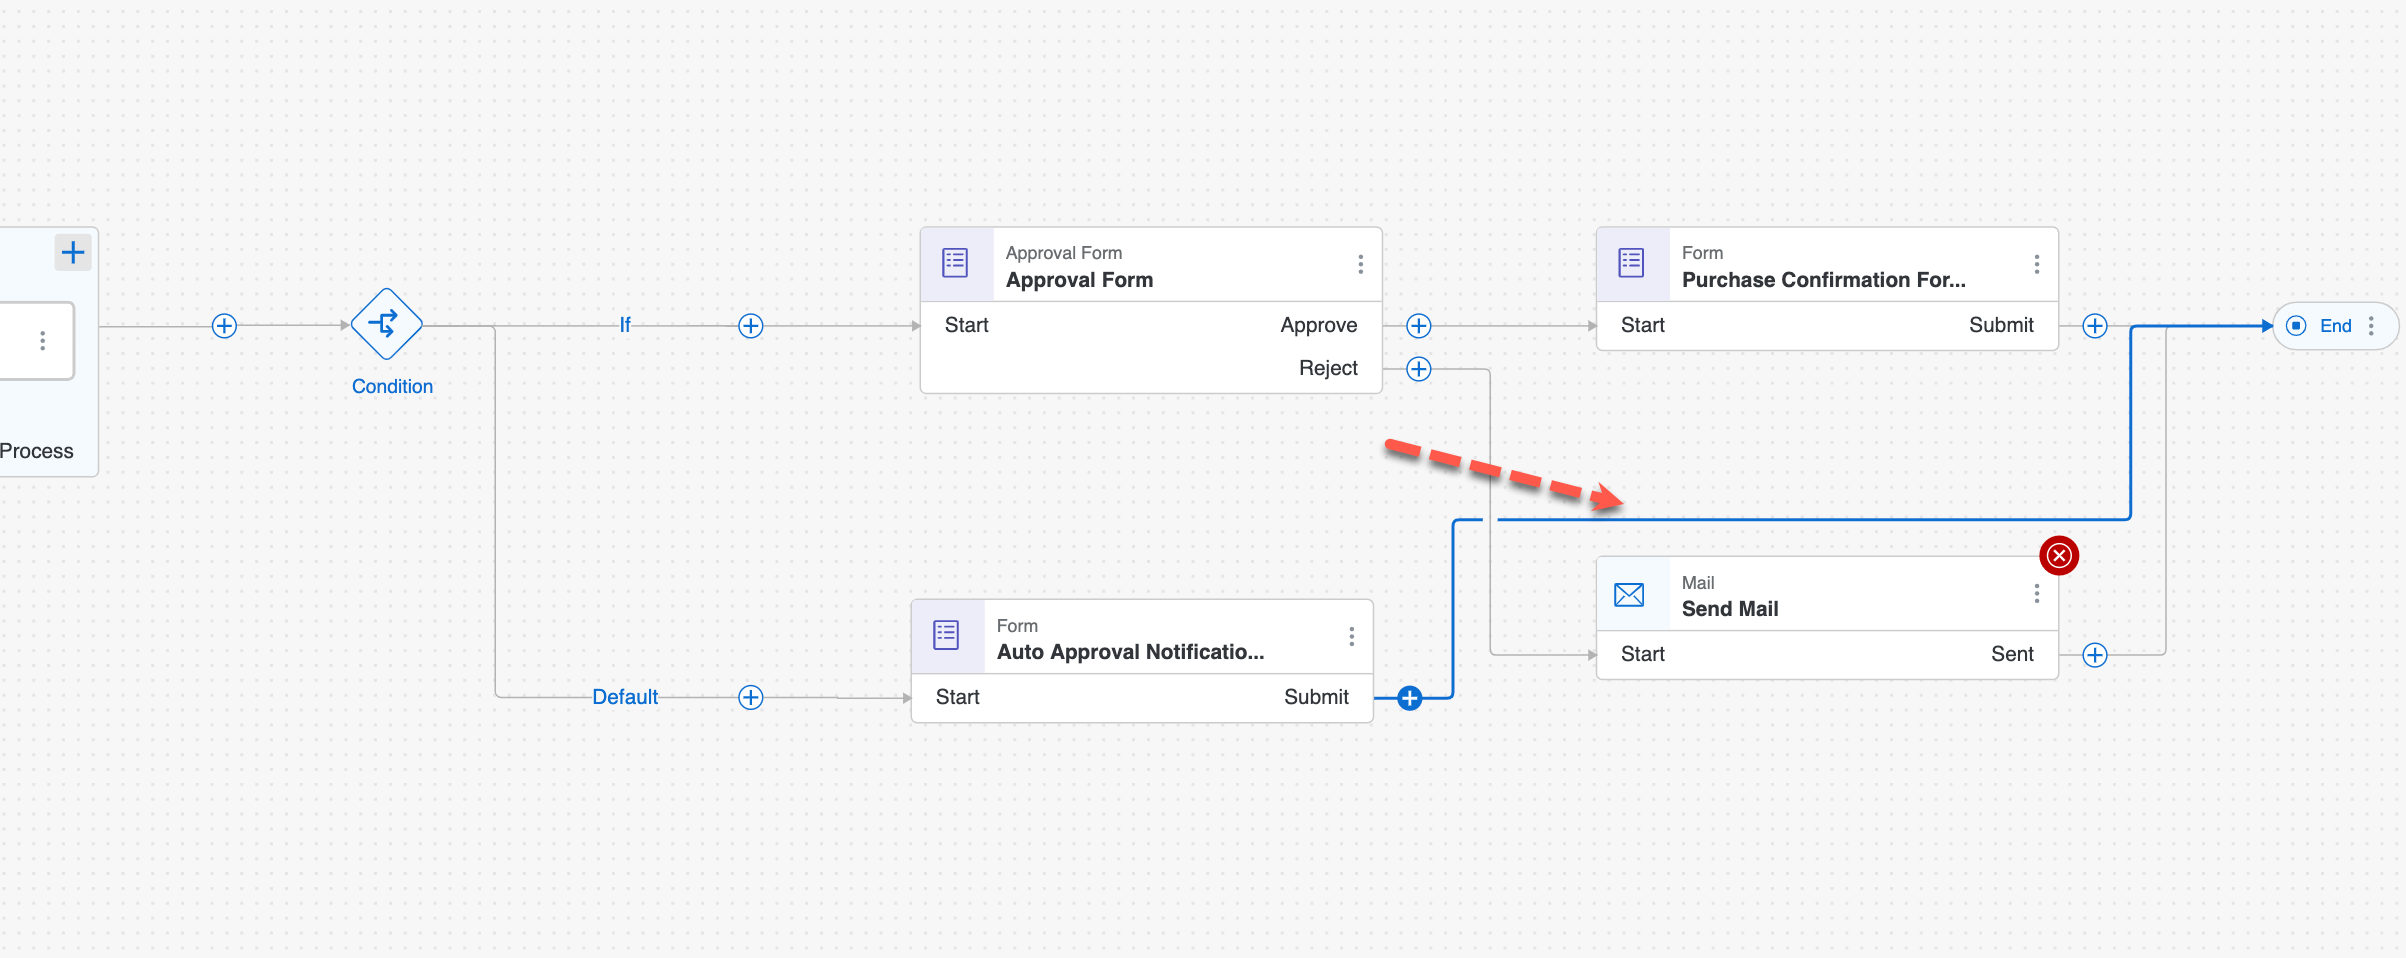 Process
Condition
If
Default
Approval Form
Approval Form
Start
Approve
Reject
Form
Purchase Confirmation For...
Start
Submit
End
Form
Auto Approval Notificatio...
Start
Submit
Mail
Send Mail
Start
Sent